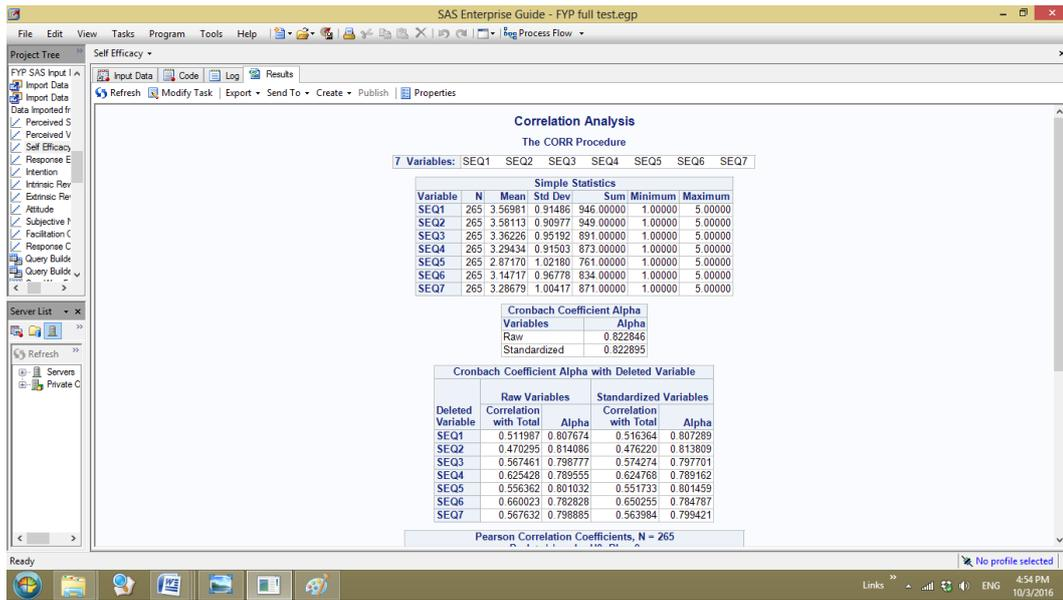 SAS Enterprise Guide - FYP full test.egp
File Edit View Tasks Program Tools Help Process Flow
Project Tree
Self Efficacy
FYP SAS Input
Import Data
Import Data
Data Imported fr
Perceived S
Perceived V
Self Efficacy
Response E
Intention
Intrinsic Rew
Extrinsic Re
Attitude
Subjective
Facilitation
Response C
Query Builde
Query Builde
Server List
Refresh
Servers
Private
Input Data Code Log Results
Refresh Modify Task Export Send To Create Publish Properties
Correlation Analysis
The CORR Procedure
7 Variables: SEQ1 SEQ2 SEQ3 SEQ4 SEQ5 SEQ6 SEQ7
Simple Statistics
Variable N Mean Std Dev Sum Minimum Maximum
SEQ1 265 3.56981 0.91486 946.00000 1.00000 5.00000
SEQ2 265 3.58113 0.90977 949.00000 1.00000 5.00000
SEQ3 265 3.36226 0.95192 891.00000 1.00000 5.00000
SEQ4 265 3.29434 0.91503 873.00000 1.00000 5.00000
SEQ5 265 2.87170 1.02180 761.00000 1.00000 5.00000
SEQ6 265 3.14717 0.96778 834.00000 1.00000 5.00000
SEQ7 265 3.28679 1.00417 871.00000 1.00000 5.00000
Cronbach Coefficient Alpha
Variables Alpha
Raw 0.822846
Standardized 0.822895
Cronbach Coefficient Alpha with Deleted Variable
Raw Variables Standardized Variables
Deleted Correlation Correlation
Variable with Total Alpha with Total Alpha
SEQ1 0.511987 0.807674 0.516364 0.807289
SEQ2 0.470295 0.814086 0.476220 0.813809
SEQ3 0.567461 0.798777 0.574274 0.797701
SEQ4 0.625428 0.789555 0.624768 0.789162
SEQ5 0.556362 0.801032 0.551733 0.801459
SEQ6 0.660023 0.782828 0.650255 0.784787
SEQ7 0.567632 0.798885 0.563984 0.799421
Pearson Correlation Coefficients, N = 265
Ready
No profile selected
Links ENG 4:54 PM
10/3/2016